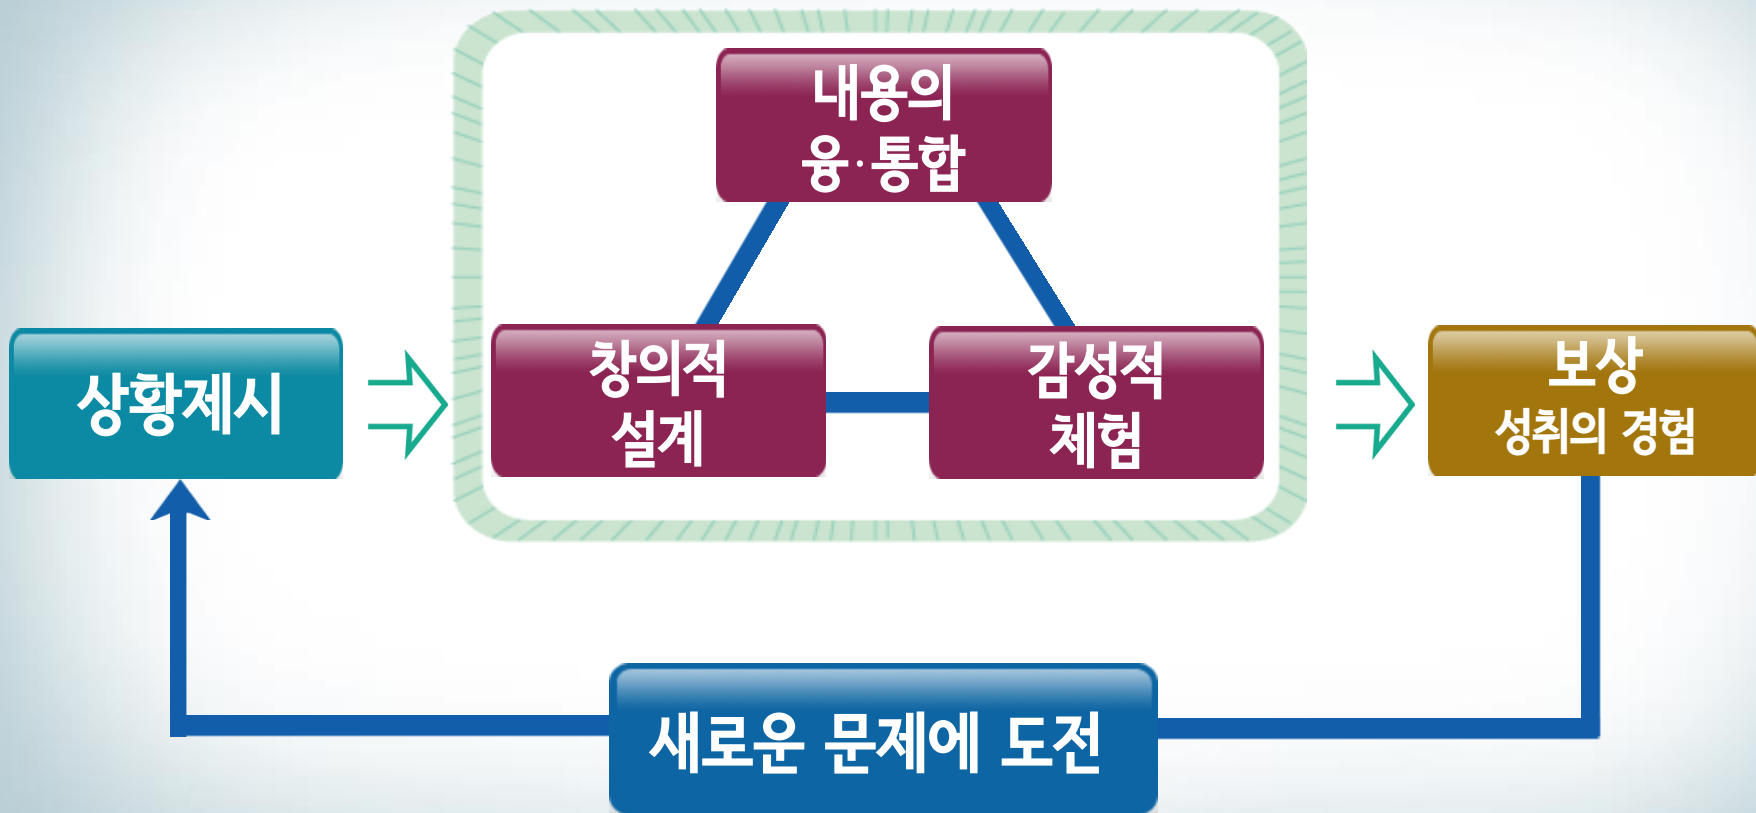 내용의
융·통합
상황제시
창의적
설계
감성적
체험
보상
성취의 경험
새로운 문제에 도전